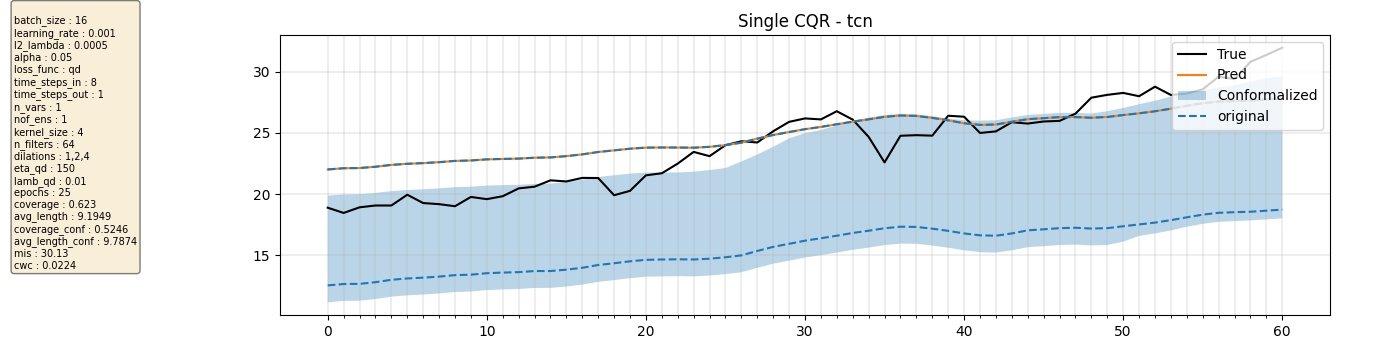 batch_size : 16
learning_rate : 0.001
l2_lambda : 0.0005
alpha : 0.05
loss_func : qd
time_steps_in : 8
time_steps_out : 1
n_vars : 1
nof_ens : 1
kernel_size : 4
n_filters : 64
dilations : 1,2,4
eta_qd : 150
lamb_qd : 0.01
epochs : 25
coverage : 0.623
avg_length : 9.1949
coverage_conf : 0.5246
avg_length_conf : 9.7874
mis : 30.13
cwc : 0.0224
Single CQR - tcn
30
25
20
15
True
Pred
Conformalized
original
0 10 20 30 40 50 60